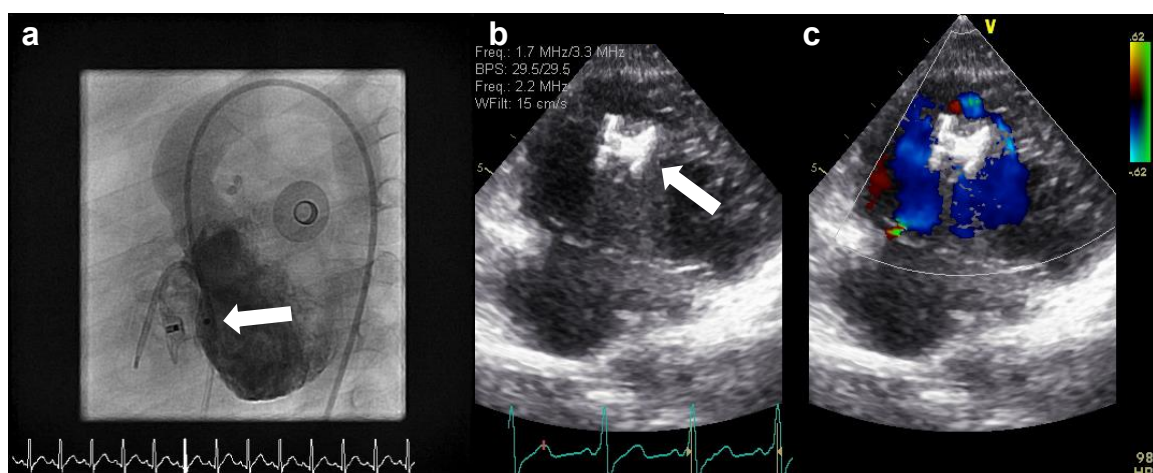 a
b
Freq.: 1.7 MHz/3.3 MHz
BPS: 29.5/29.5
Freq.: 2.2 MHz
WFilt: 15 cm/s
5
c
V
.62
-.62
5
98
HR